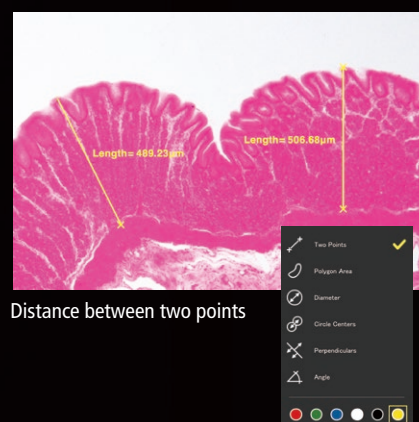 Length= 489.23μm
Length= 506.68μm
Distance between two points
Two Points
Polygon Area
Diameter
Circle Centers
Perpendiculars
Angle